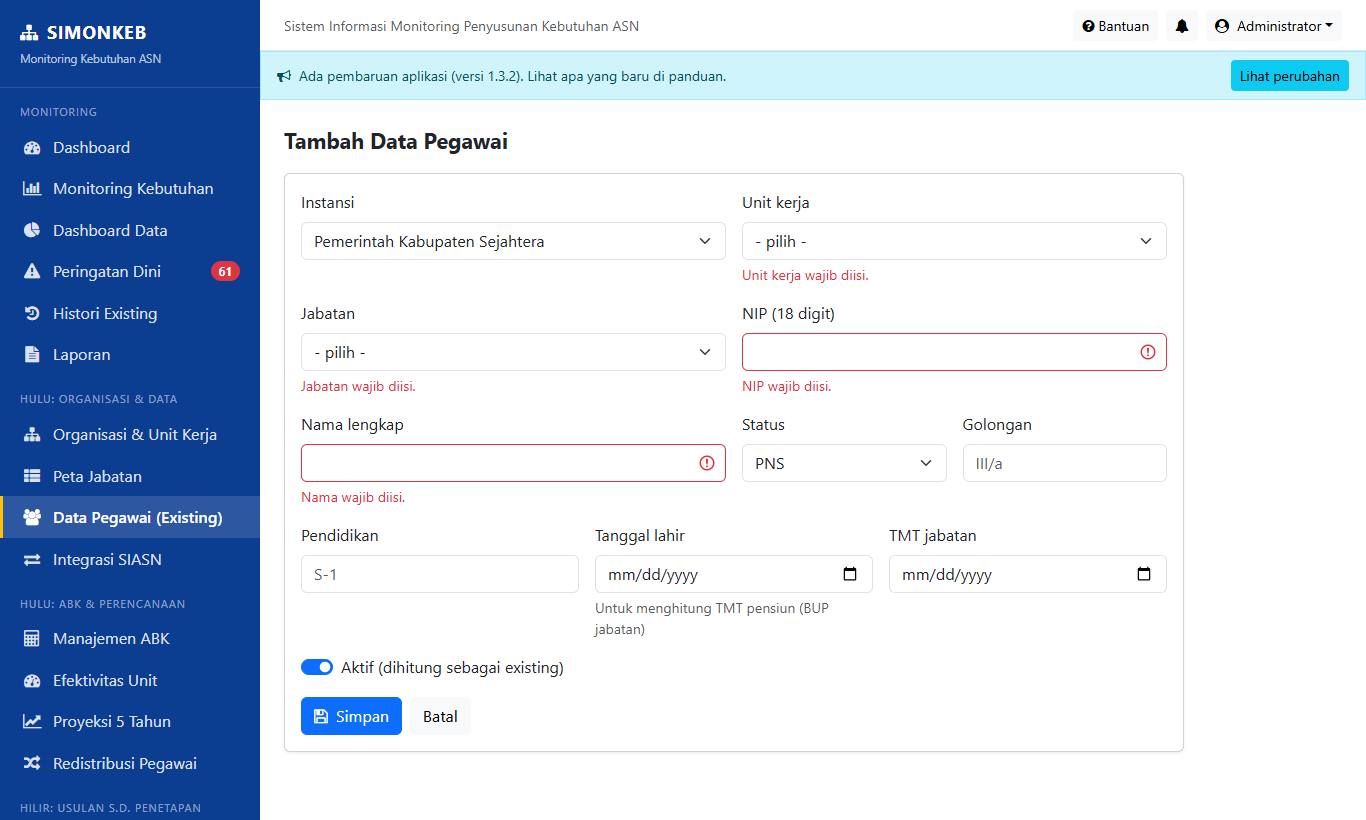 SIMONKEB
Monitoring Kebutuhan ASN
MONITORING
Dashboard
Monitoring Kebutuhan
Dashboard Data
Peringatan Dini 61
Histori Existing
Laporan
HULU: ORGANISASI & DATA
Organisasi & Unit Kerja
Peta Jabatan
Data Pegawai (Existing)
Integrasi SIASN
HULU: ABK & PERENCANAAN
Manajemen ABK
Efektivitas Unit
Proyeksi 5 Tahun
Redistribusi Pegawai
HILIR: USULAN S.D. PENETAPAN
Sistem Informasi Monitoring Penyusunan Kebutuhan ASN
Bantuan
Administrator
Ada pembaruan aplikasi (versi 1.3.2). Lihat apa yang baru di panduan.
Lihat perubahan
Tambah Data Pegawai
Instansi
Pemerintah Kabupaten Sejahtera
Unit kerja
- pilih -
Unit kerja wajib diisi.
Jabatan
- pilih -
Jabatan wajib diisi.
NIP (18 digit)
NIP wajib diisi.
Nama lengkap
Nama wajib diisi.
Status
PNS
Golongan
III/a
Pendidikan
S-1
Tanggal lahir
mm/dd/yyyy
Untuk menghitung TMT pensiun (BUP
jabatan)
TMT jabatan
mm/dd/yyyy
Aktif (dihitung sebagai existing)
Simpan
Batal